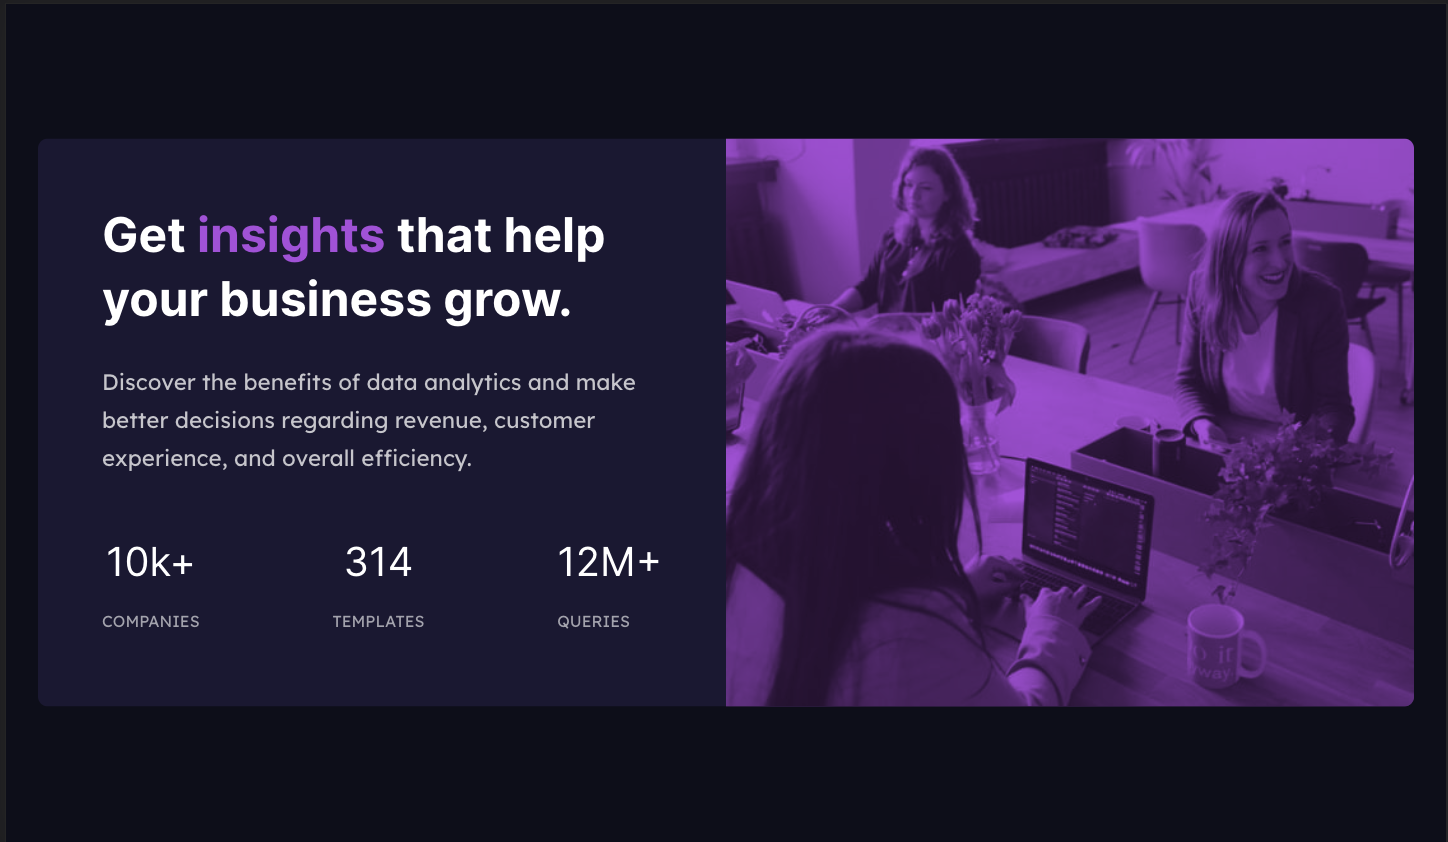 Get insights that help
your business grow.
Discover the benefits of data analytics and make
better decisions regarding revenue, customer
experience, and overall efficiency.
10k+ 314 12M+
COMPANIES TEMPLATES QUERIES
way